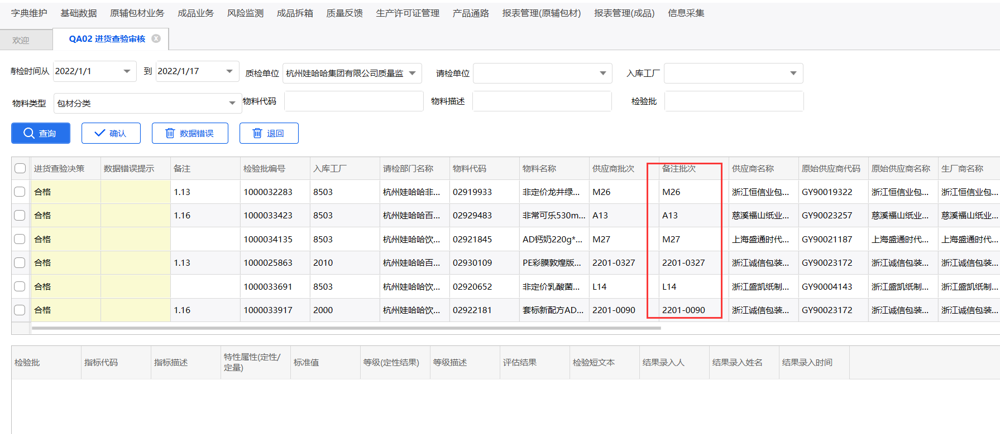 字典维护 基础数据 原辅包材业务 成品业务 风险监测 成品拆箱 质量反馈 生产许可证管理 产品通路 报表管理(原辅包材) 报表管理(成品) 信息采集
欢迎 QA02 进货查验审核
请检时间从 2022/1/1 到 2022/1/17 质检单位 杭州娃哈哈集团有限公司质量监 请检单位 入库工厂
物料类型 包材分类 物料代码 物料描述 检验批
查询 确认 数据错误 退回
进货查验决策 数据错误提示 备注 检验批编号 入库工厂 请检部门名称 物料代码 物料名称 供应商批次 备注批次 供应商名称 原始供应商代码 原始供应商名称 生厂商名称
合格 1.13 1000032283 8503 杭州娃哈哈非... 02919933 非定价龙井绿... M26 M26 浙江恒信业包... GY90019322 浙江恒信业包... 浙江恒信业包...
合格 1.16 1000033423 8503 杭州娃哈哈百... 02929483 非常可乐530m... A13 A13 慈溪福山纸业... GY90023257 慈溪福山纸业... 慈溪福山纸业...
合格 1000034135 8503 杭州娃哈哈饮... 02921845 AD钙奶220g*... M27 M27 上海盛通时代... GY90021187 上海盛通时代... 上海盛通时代...
合格 1.13 1000025863 2010 杭州娃哈哈百... 02930109 PE彩膜敦煌版... 2201-0327 2201-0327 浙江诚信包装... GY90023172 浙江诚信包装... 浙江诚信包装...
合格 1000033691 8503 杭州娃哈哈饮... 02920652 非定价乳酸菌... L14 L14 浙江盛凯纸制... GY90004143 浙江盛凯纸制... 浙江盛凯纸制...
合格 1.16 1000033917 2000 杭州娃哈哈饮... 02922181 套标新配方AD... 2201-0090 2201-0090 浙江诚信包装... GY90023172 浙江诚信包装... 浙江诚信包装...
检验批 指标代码 指标描述 特性属性(定性/
定量) 标准值 等级(定性结果) 等级描述 评估结果 检验短文本 结果录入人 结果录入姓名 结果录入时间